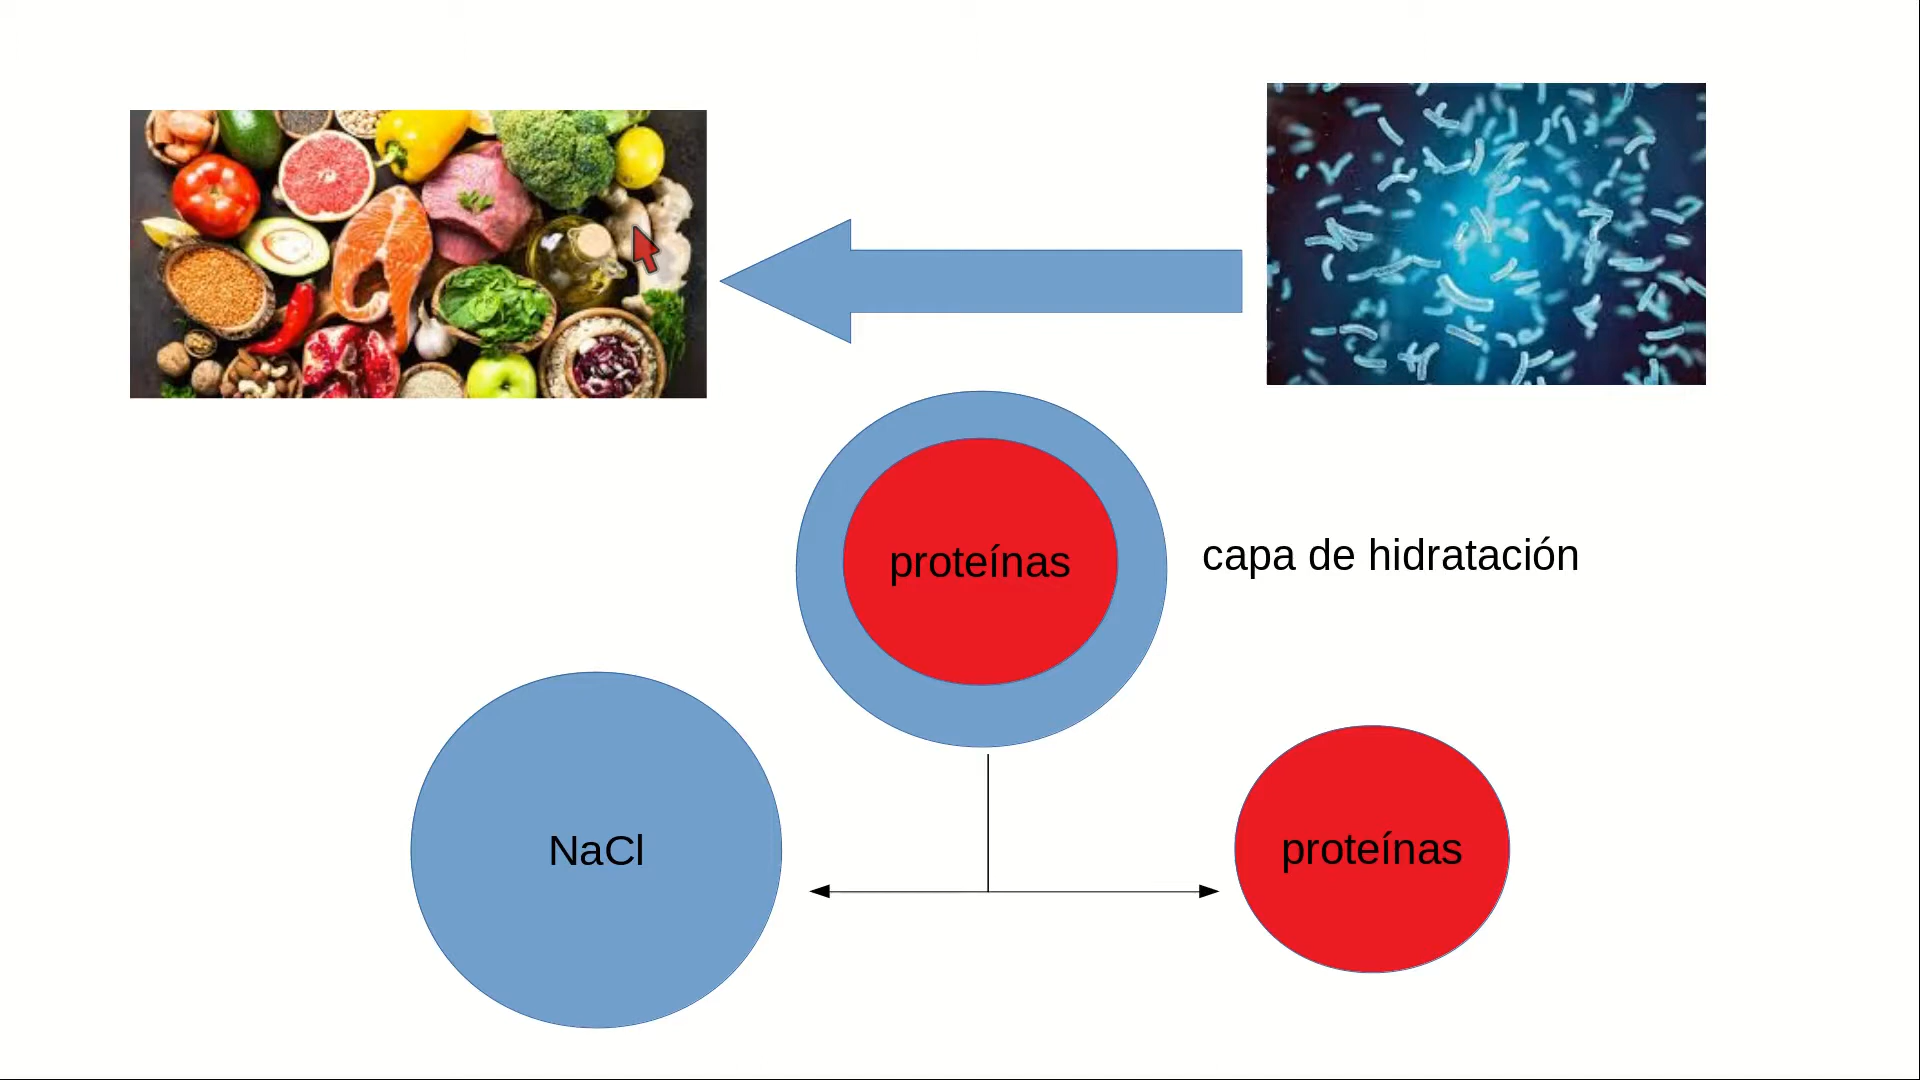 proteínas
capa de hidratación
NaCl
proteínas